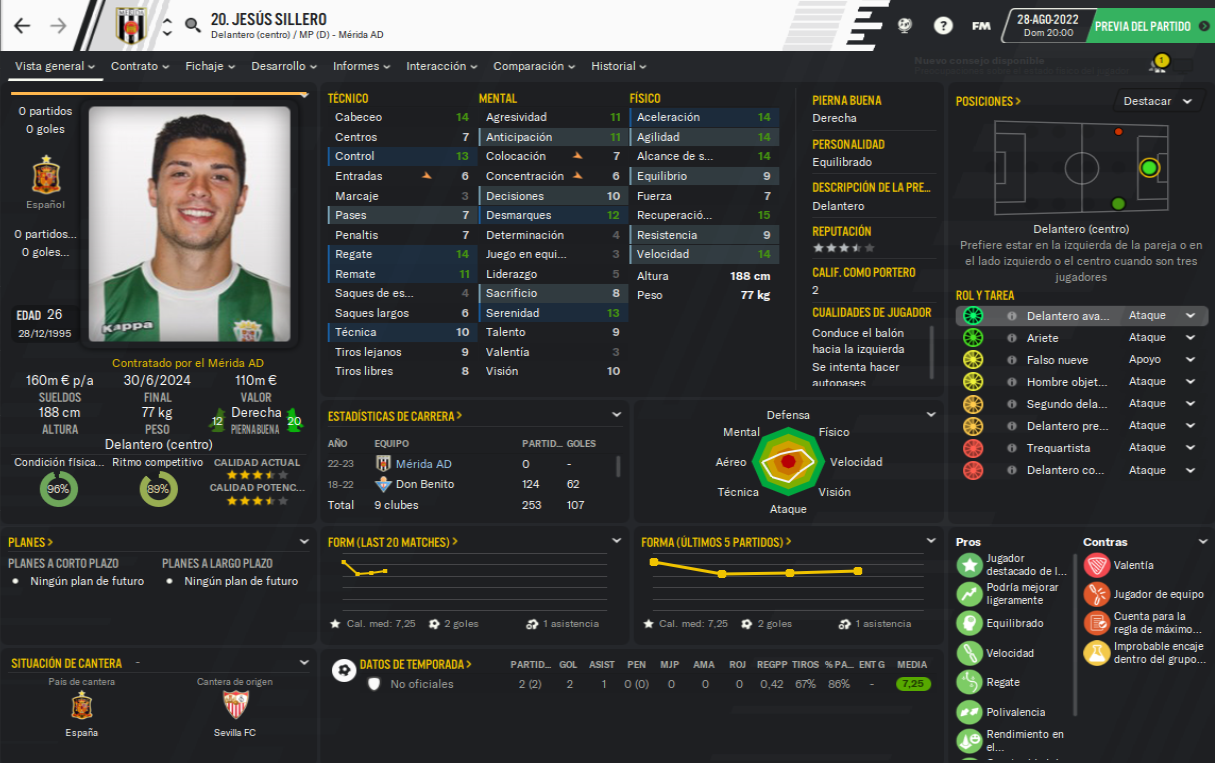 20. JESÚS SILLERO
Delantero (centro) / MP (D) - Mérida AD
FM
28-AGO-2022
Dom 20:00
PREVIA DEL PARTIDO
Vista general
Contrato
Fichaje
Desarrollo
Informes
Interacción
Comparación
Historial
Nuevo consejo disponible
1
0 partidos
0 goles
Español
0 partidos...
0 goles...
Kappa
EDAD 26
28/12/1995
Contratado por el Mérida AD
160m € p/a
SUELDOS
30/6/2024
FINAL
110m €
VALOR
188 cm
ALTURA
77 kg
PESO
12
Derecha
PIERNA BUENA
20
Delantero (centro)
Condición física...
96%
Ritmo competitivo
89%
CALIDAD ACTUAL
CALIDAD POTENC...
TÉCNICO
Cabeceo 14
Centros 7
Control 13
Entradas 6
Marcaje 3
Pases 7
Penaltis 7
Regate 14
Remate 11
Saques de es... 4
Saques largos 6
Técnica 10
Tiros lejanos 9
Tiros libres 8
MENTAL
Agresividad 11
Anticipación 11
Colocación 7
Concentración 6
Decisiones 10
Desmarques 12
Determinación 4
Juego en equi... 3
Liderazgo 5
Sacrificio 8
Serenidad 13
Talento 9
Valentía 3
Visión 10
FÍSICO
Aceleración 14
Agilidad 14
Alcance de s... 14
Equilibrio 9
Fuerza 7
Recuperació... 15
Resistencia 9
Velocidad 14
Altura 188 cm
Peso 77 kg
PIERNA BUENA
Derecha
PERSONALIDAD
Equilibrado
DESCRIPCIÓN DE LA PRE...
Delantero
REPUTACIÓN
CALIF. COMO PORTERO
2
CUALIDADES DE JUGADOR
Conduce el balón
hacia la izquierda
Se intenta hacer
autopases
POSICIONES >
Destacar
Delantero (centro)
Prefiere estar en la izquierda de la pareja o en
el lado izquierdo o el centro cuando son tres
jugadores
ROL Y TAREA
Delantero ava... Ataque
Ariete Ataque
Falso nueve Apoyo
Hombre objet... Ataque
Segundo dela... Ataque
Delantero pre... Ataque
Trequartista Ataque
Delantero co... Ataque
ESTADÍSTICAS DE CARRERA >
AÑO EQUIPO PARTID... GOLES
22-23 Mérida AD 0 -
18-22 Don Benito 124 62
Total 9 clubes 253 107
Defensa
Mental Físico
Aéreo Velocidad
Técnica Visión
Ataque
PLANES >
PLANES A CORTO PLAZO
Ningún plan de futuro
PLANES A LARGO PLAZO
Ningún plan de futuro
FORM (LAST 20 MATCHES) >
Cal. med: 7,25 2 goles 1 asistencia
FORMA (ÚLTIMOS 5 PARTIDOS) >
Cal. med: 7,25 2 goles 1 asistencia
Pros
Jugador
destacado de l...
Podría mejorar
ligeramente
Equilibrado
Velocidad
Regate
Polivalencia
Rendimiento en
el...
Contras
Valentía
Jugador de equipo
Cuenta para la
regla de máximo...
Improbable encaje
dentro del grupo...
SITUACIÓN DE CANTERA -
País de cantera
España
Cantera de origen
Sevilla FC
DATOS DE TEMPORADA > PARTID... GOL ASIST PEN MJP AMA ROJ REGPP TIROS % PA... ENT G MEDIA
No oficiales 2 (2) 2 1 0 (0) 0 0 0 0,42 67% 86% - 7,25